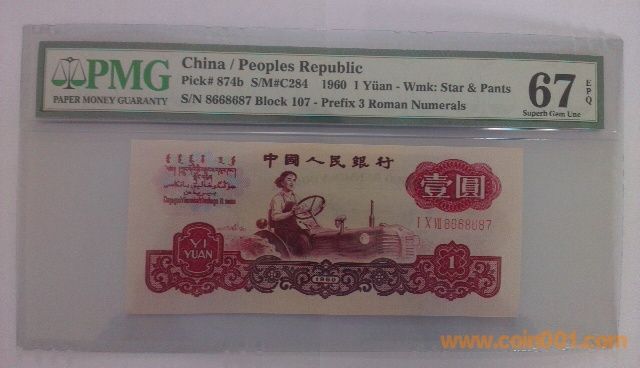 PMG
PAPER MONEY GUARANTY
China / Peoples Republic
Pick# 874b S/M#C284 1960 1 Yüan - Wmk: Star & Pants
S/N 8668687 Block 107 - Prefix 3 Roman Numerals
67 EPQ
Superb Gem Unc
中國人民銀行
壹圓
I X VIII 8668687
YI
YUAN
1960
1
www.coin001.com